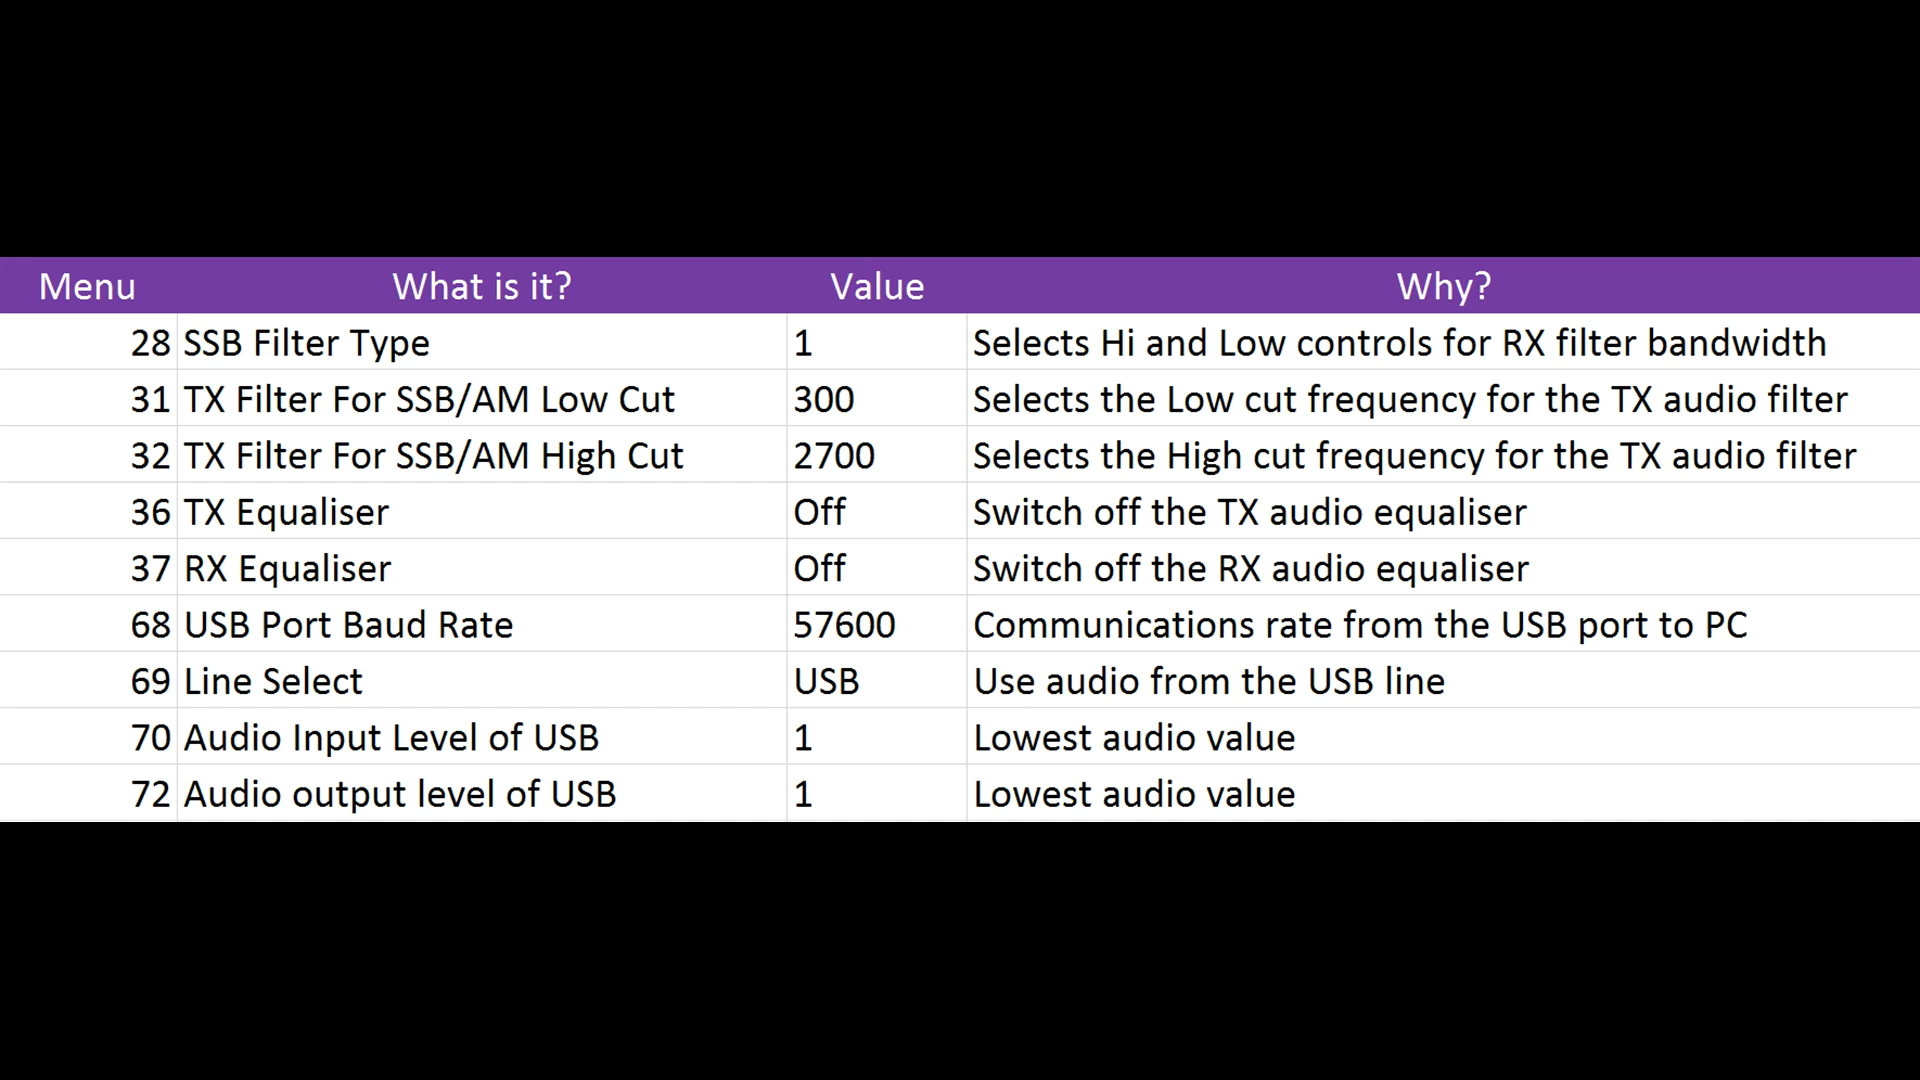 Menu What is it? Value Why?
28 SSB Filter Type 1 Selects Hi and Low controls for RX filter bandwidth
31 TX Filter For SSB/AM Low Cut 300 Selects the Low cut frequency for the TX audio filter
32 TX Filter For SSB/AM High Cut 2700 Selects the High cut frequency for the TX audio filter
36 TX Equaliser Off Switch off the TX audio equaliser
37 RX Equaliser Off Switch off the RX audio equaliser
68 USB Port Baud Rate 57600 Communications rate from the USB port to PC
69 Line Select USB Use audio from the USB line
70 Audio Input Level of USB 1 Lowest audio value
72 Audio output level of USB 1 Lowest audio value